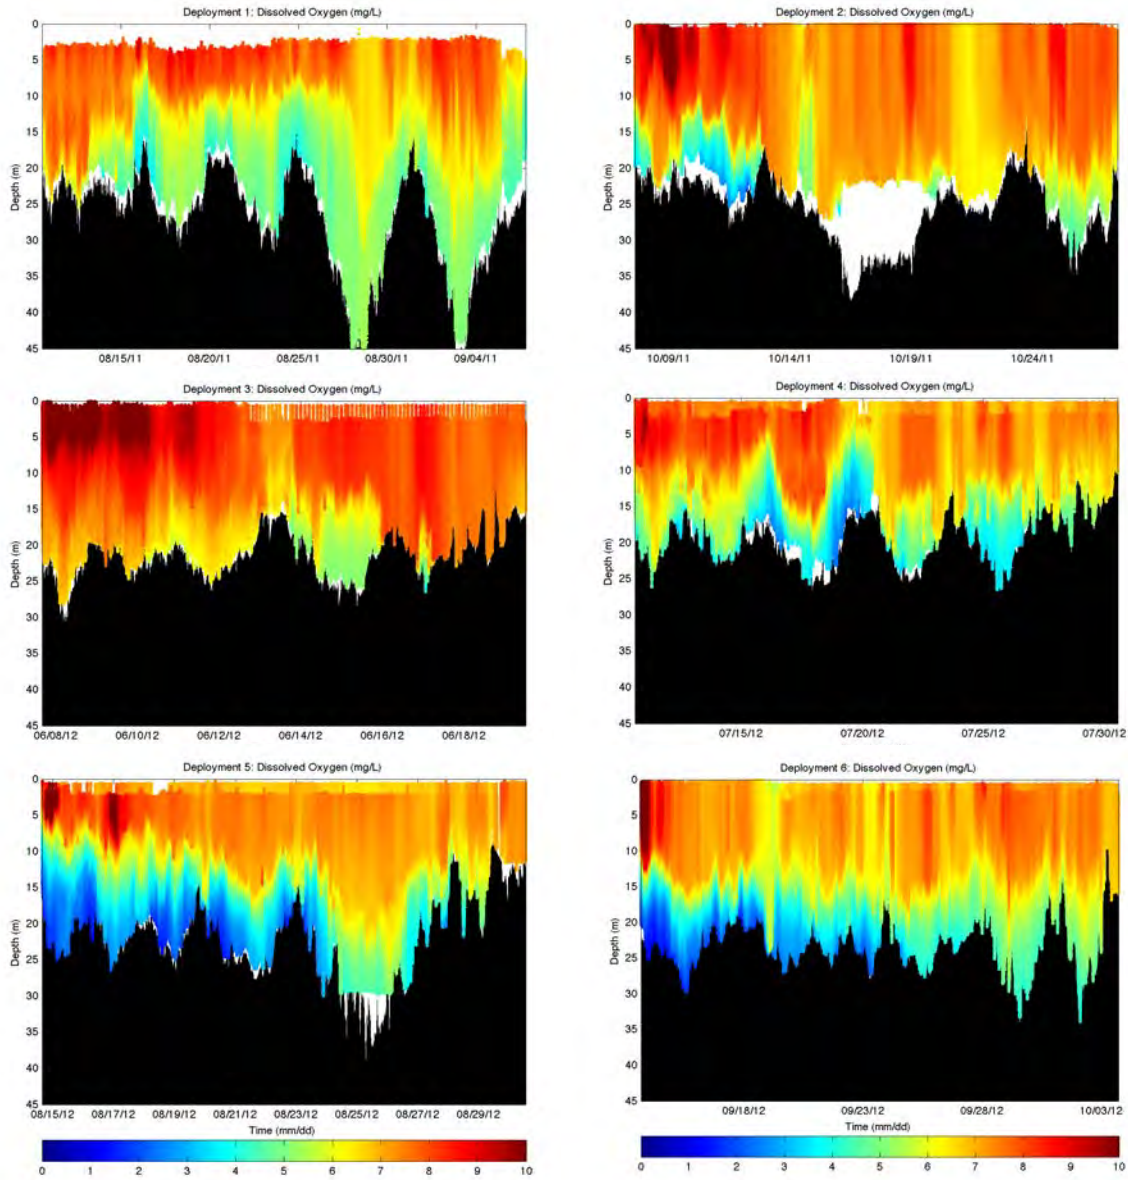 Deployment 1: Dissolved Oxygen (mg/L)
0
5
10
15
20
25
30
35
40
45
Depth (m)
08/15/11 08/20/11 08/25/11 08/30/11 09/04/11
Deployment 2: Dissolved Oxygen (mg/L)
0
5
10
15
20
25
30
35
40
45
Depth (m)
10/09/11 10/14/11 10/19/11 10/24/11
Deployment 3: Dissolved Oxygen (mg/L)
0
5
10
15
20
25
30
35
40
45
Depth (m)
06/08/12 06/10/12 06/12/12 06/14/12 06/16/12 06/18/12
Deployment 4: Dissolved Oxygen (mg/L)
0
5
10
15
20
25
30
35
40
45
Depth (m)
07/15/12 07/20/12 07/25/12 07/30/12
Deployment 5: Dissolved Oxygen (mg/L)
0
5
10
15
20
25
30
35
40
45
Depth (m)
08/15/12 08/17/12 08/19/12 08/21/12 08/23/12 08/25/12 08/27/12 08/29/12
Time (mm/dd)
0 1 2 3 4 5 6 7 8 9 10
Deployment 6: Dissolved Oxygen (mg/L)
0
5
10
15
20
25
30
35
40
45
Depth (m)
09/18/12 09/23/12 09/28/12 10/03/12
Time (mm/dd)
0 1 2 3 4 5 6 7 8 9 10